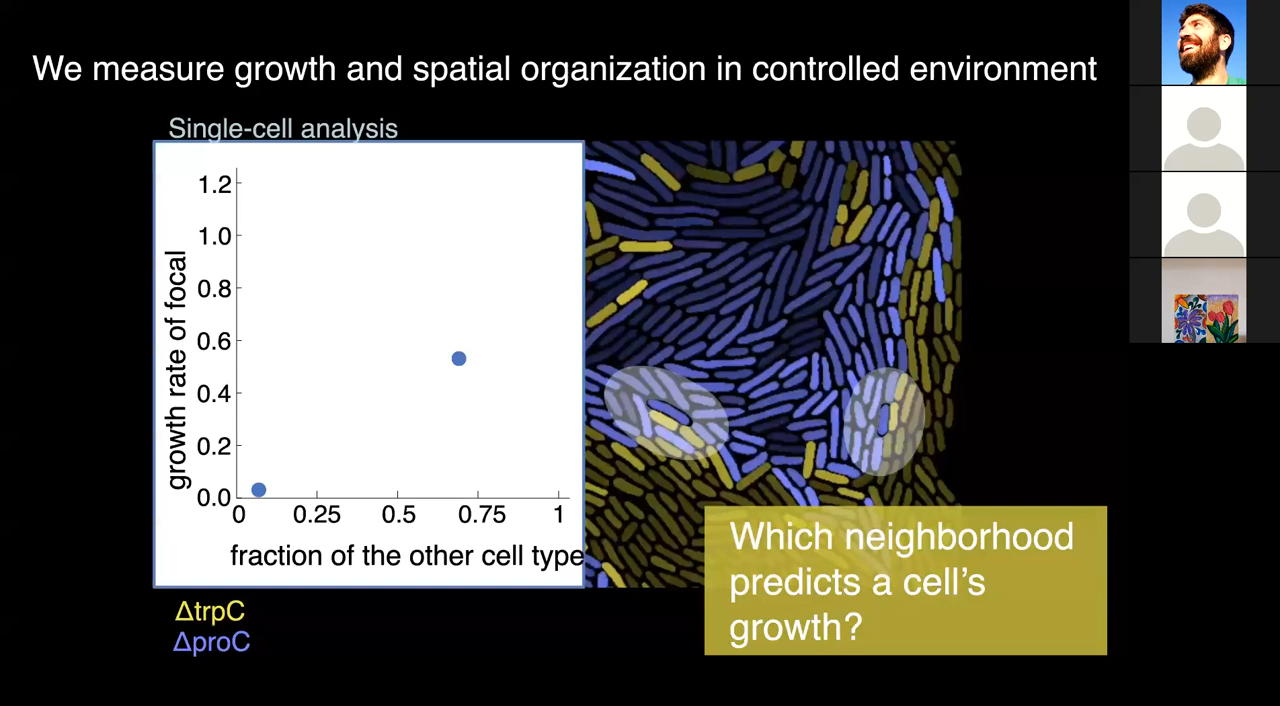 We measure growth and spatial organization in controlled environment
Single-cell analysis
growth rate of focal
1.2
1.0
0.8
0.6
0.4
0.2
0.0
0 0.25 0.5 0.75 1
fraction of the other cell type
ΔtrpC
ΔproC
Which neighborhood
predicts a cell’s
growth?